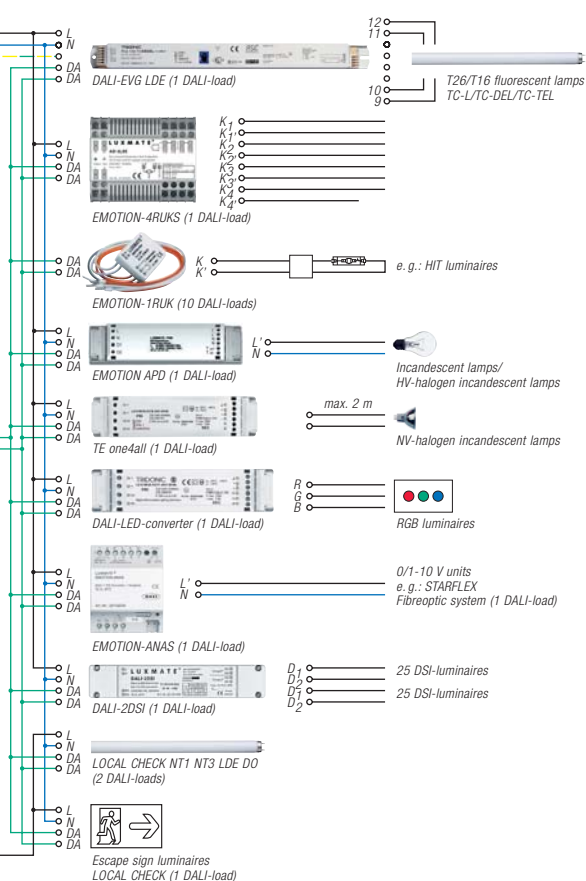 L
N
DA
DA
TRIDONIC
12
11
10
9
DALI-EVG LDE (1 DALI-load)
T26/T16 fluorescent lamps
TC-L/TC-DEL/TC-TEL
L
N
DA
DA
LUXMATE
K1
K1'
K2
K2'
K3
K3'
K4
K4'
EMOTION-4RUKS (1 DALI-load)
DA
DA
K
K'
e.g.: HIT luminaires
EMOTION-1RUK (10 DALI-loads)
L
N
DA
DA
L'
N
EMOTION APD (1 DALI-load)
Incandescent lamps/
HV-halogen incandescent lamps
L
N
DA
DA
max. 2 m
TE one4all (1 DALI-load)
NV-halogen incandescent lamps
L
N
DA
DA
TRIDONIC
R
G
B
DALI-LED-converter (1 DALI-load)
RGB luminaires
L
N
DA
DA
L'
N
0/1-10 V units
e.g.: STARFLEX
Fibreoptic system (1 DALI-load)
EMOTION-ANAS (1 DALI-load)
L
N
DA
DA
LUXMATE
DALI-2DSI
D1
D2
D1
D2
25 DSI-luminaires
25 DSI-luminaires
DALI-2DSI (1 DALI-load)
L
N
DA
DA
LOCAL CHECK NT1 NT3 LDE DO
(2 DALI-loads)
L
N
DA
DA
Escape sign luminaires
LOCAL CHECK (1 DALI-load)